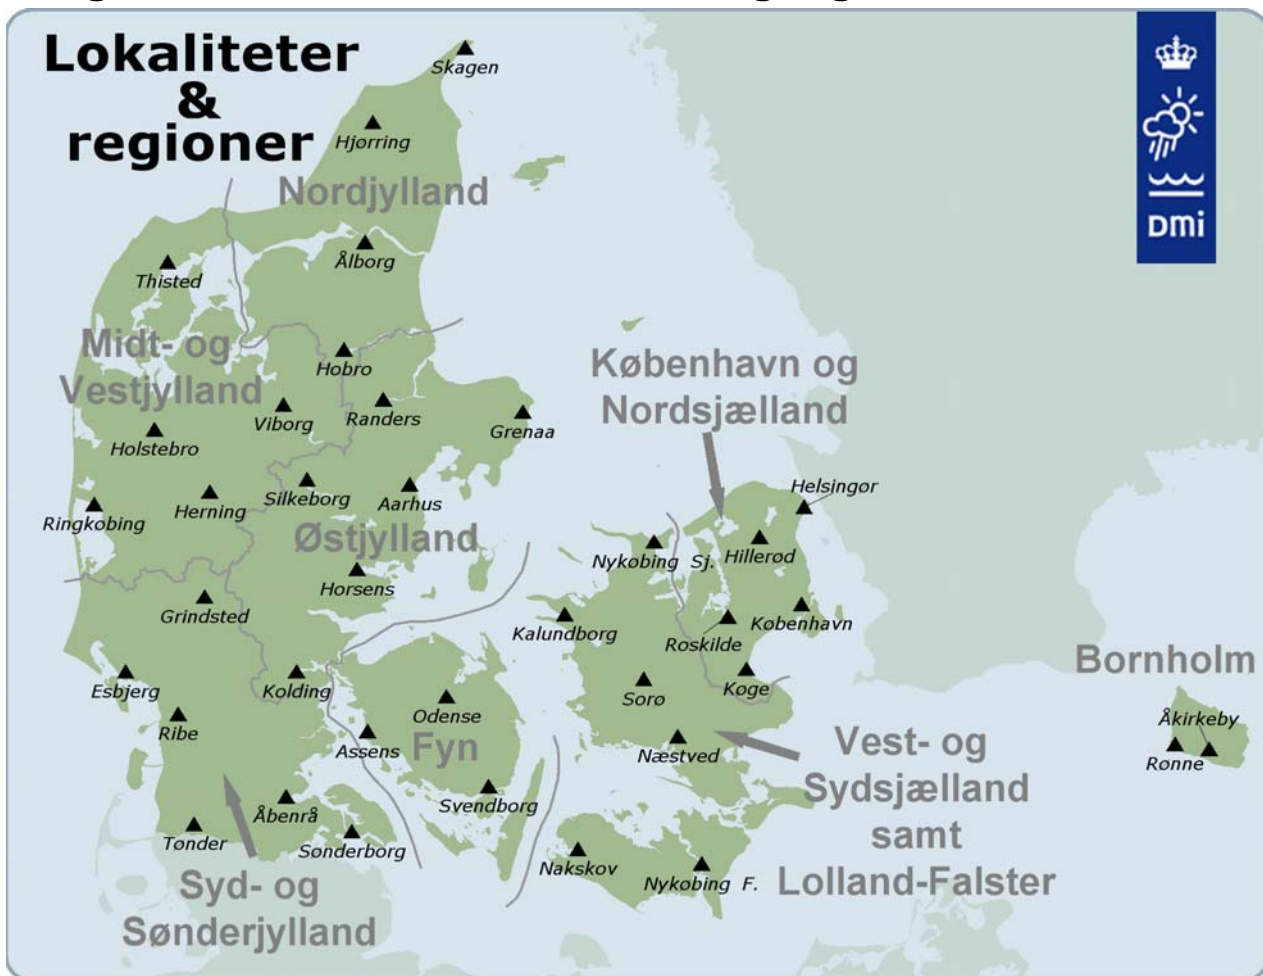 Lokaliteter
&
regioner
DMi
Skagen
Hjørring
Nordjylland
Ålborg
Thisted
Midt- og
Vestjylland
Hobro
Viborg
Randers
Grenaa
Holstebro
Silkeborg
Aarhus
Ringkøbing
Herning
Østjylland
Horsens
Grindsted
København og
Nordsjælland
Helsingør
Nykøbing Sj.
Hillerød
Kalundborg
Roskilde
København
Esbjerg
Kolding
Ribe
Odense
Assens
Fyn
Svendborg
Sorø
Køge
Næstved
Bornholm
Åkirkeby
Rønne
Vest- og
Sydsjælland
samt
Lolland-Falster
Åbenrå
Tønder
Sønderborg
Nakskov
Nykøbing F.
Syd- og
Sønderjylland